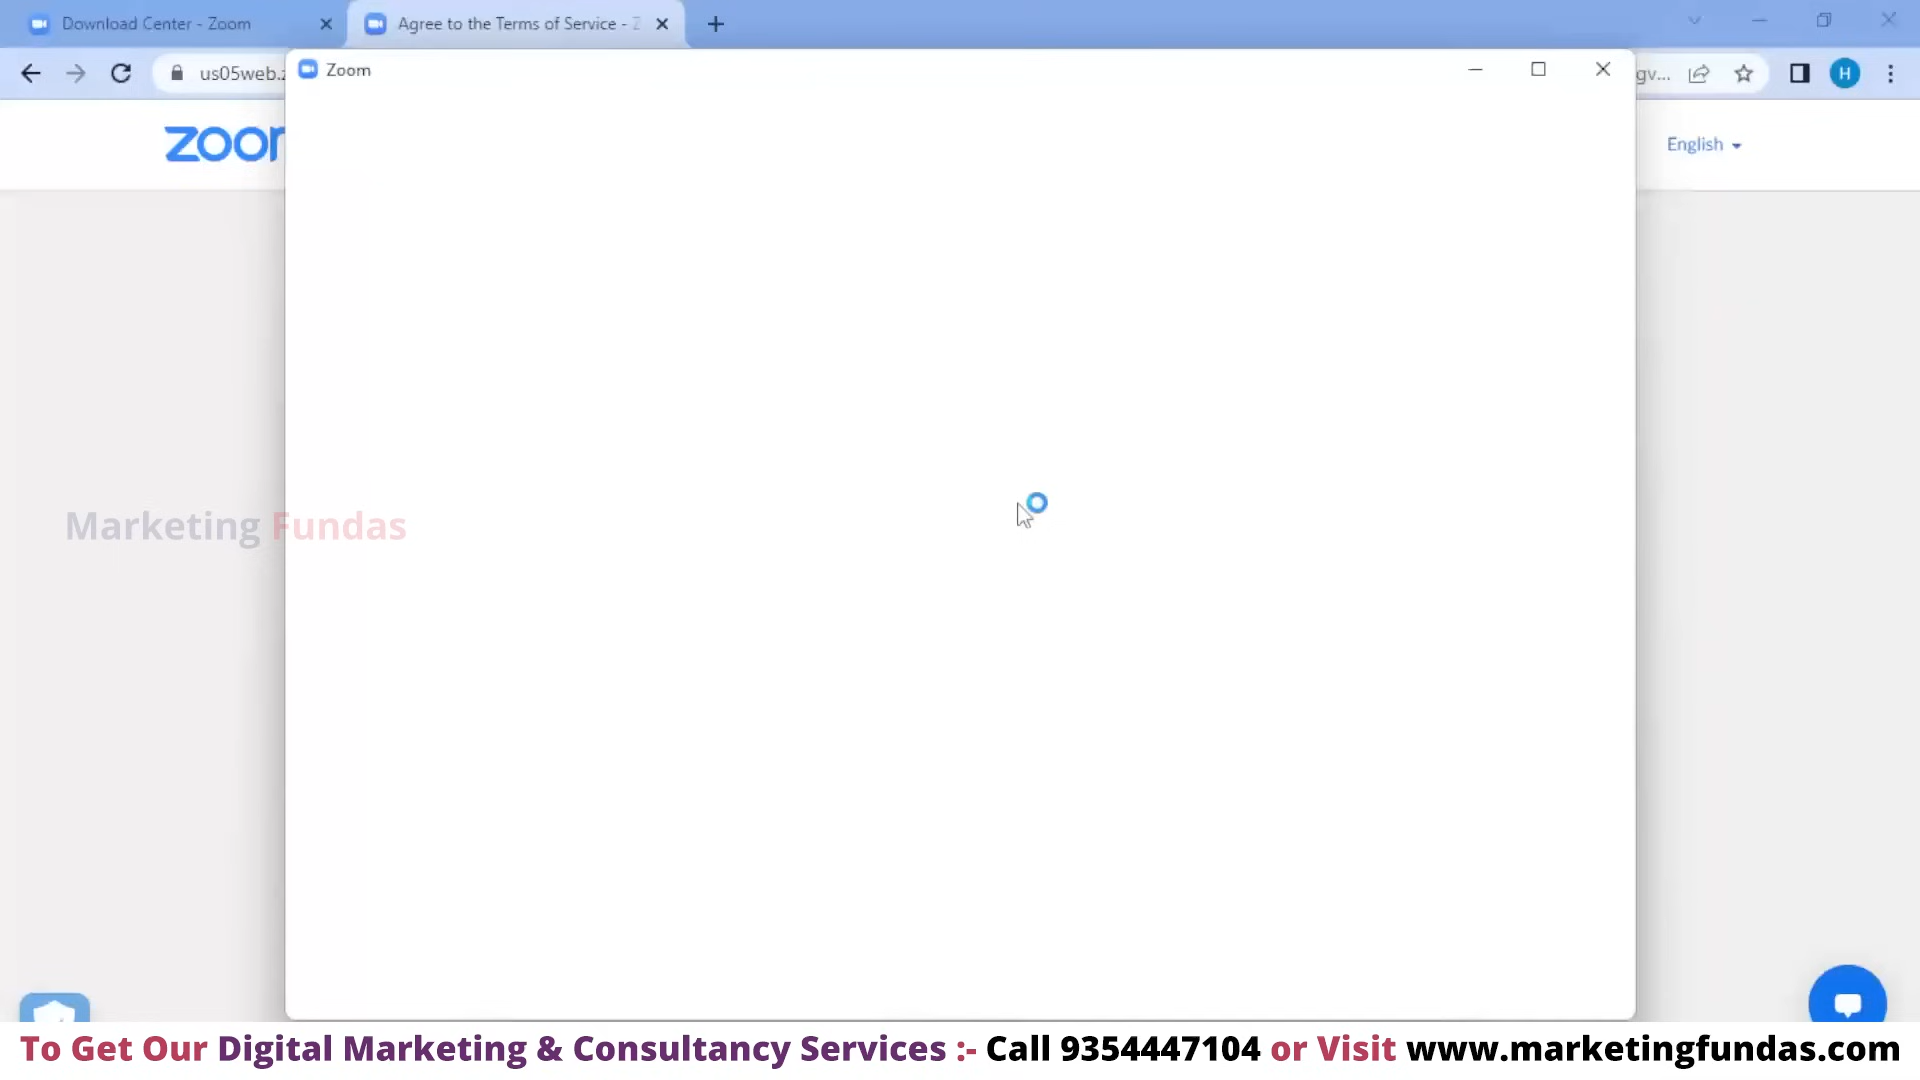 Download Center - Zoom
Agree to the Terms of Service - Z
us05web.z
gv...
H
Zoom
zoom
English
Marketing Fundas
To Get Our Digital Marketing & Consultancy Services :- Call 9354447104 or Visit www.marketingfundas.com